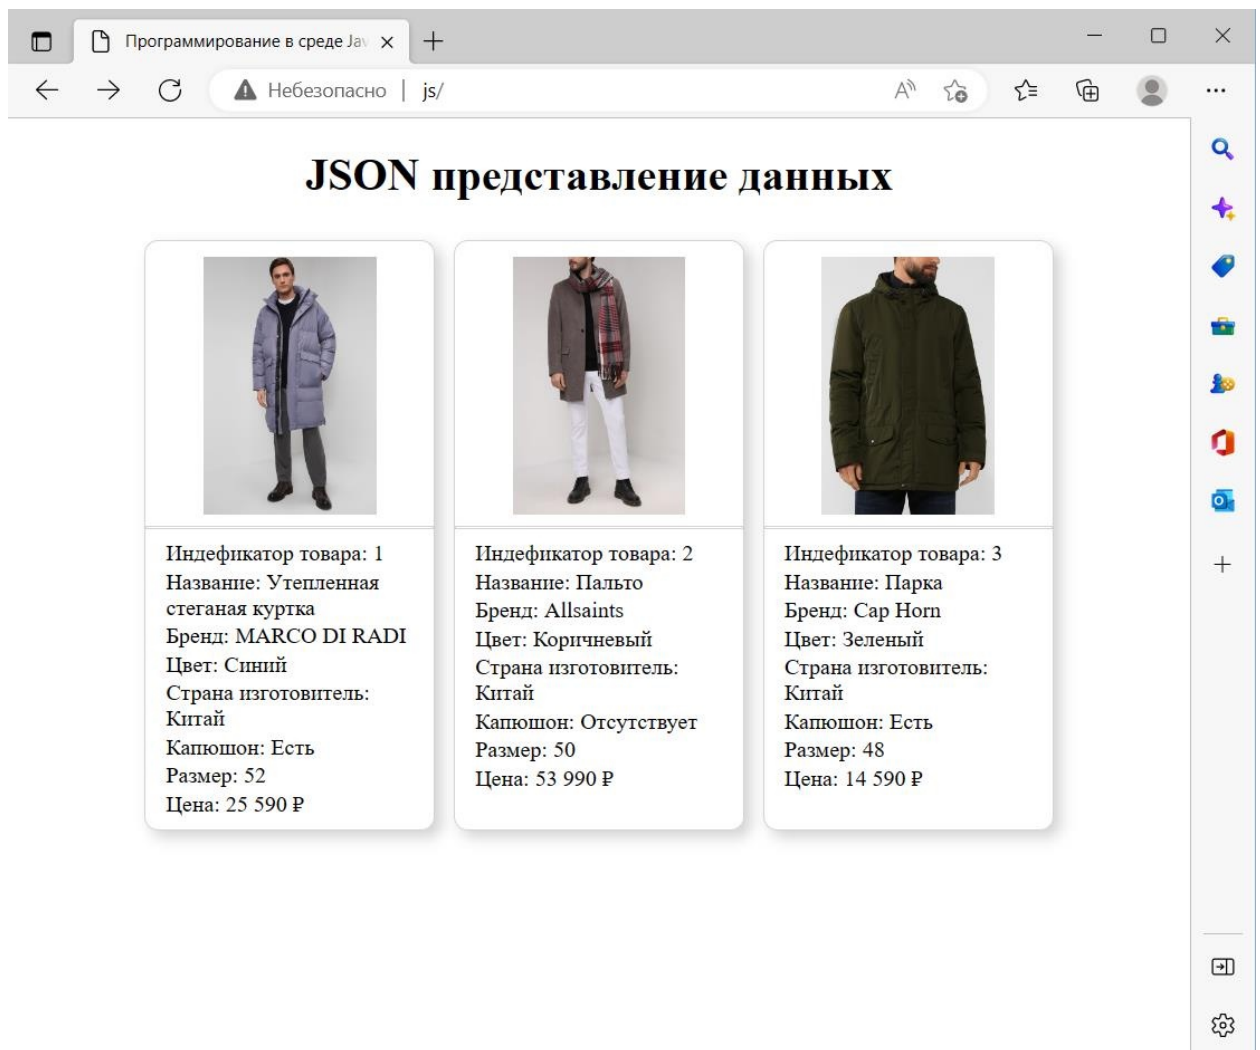 Программирование в среде Jav
Небезопасно | js/
JSON представление данных
Индефикатор товара: 1
Название: Утепленная
стеганая куртка
Бренд: MARCO DI RADI
Цвет: Синий
Страна изготовитель:
Китай
Капюшон: Есть
Размер: 52
Цена: 25 590 ₽
Индефикатор товара: 2
Название: Пальто
Бренд: Allsaints
Цвет: Коричневый
Страна изготовитель:
Китай
Капюшон: Отсутствует
Размер: 50
Цена: 53 990 ₽
Индефикатор товара: 3
Название: Парка
Бренд: Cap Horn
Цвет: Зеленый
Страна изготовитель:
Китай
Капюшон: Есть
Размер: 48
Цена: 14 590 ₽